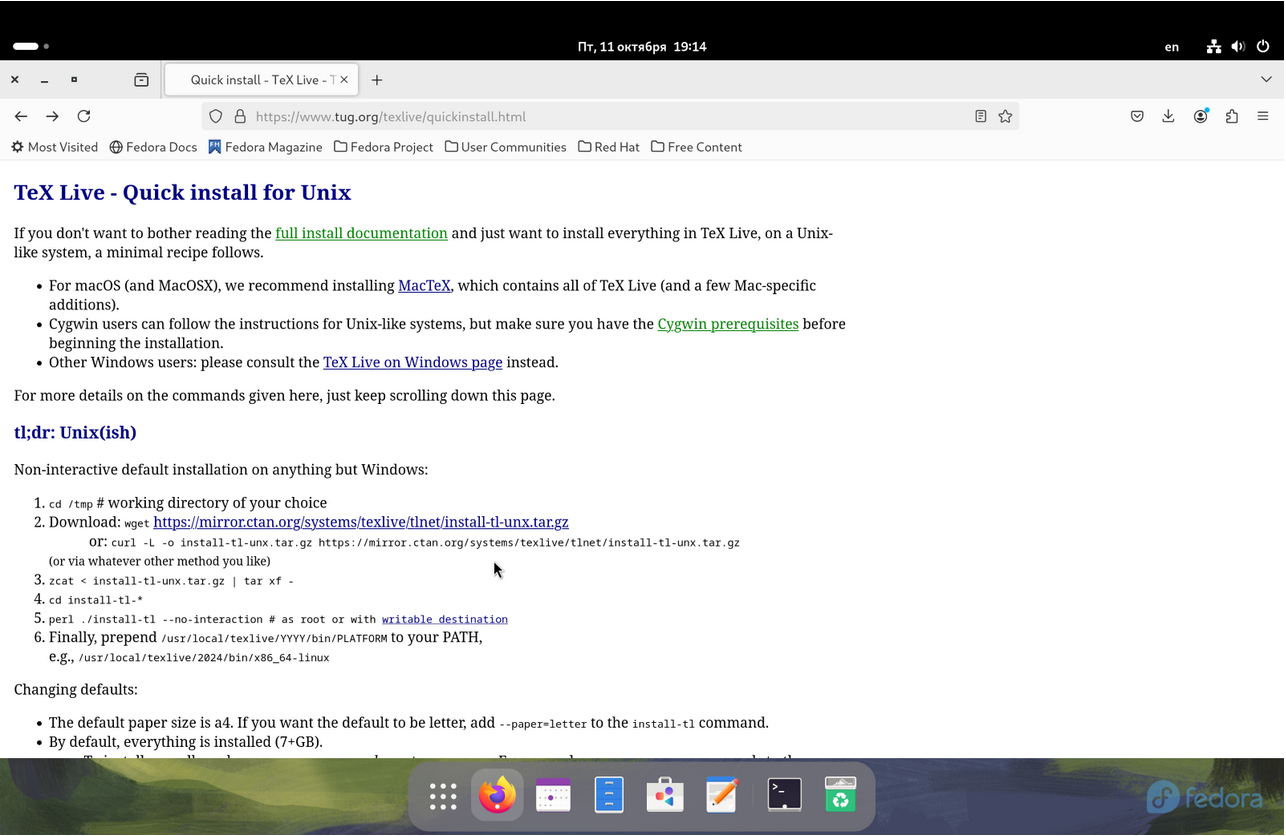 Пт, 11 октября 19:14
en
Quick install - TeX Live - T
https://www.tug.org/texlive/quickinstall.html
Most Visited
Fedora Docs
Fedora Magazine
Fedora Project
User Communities
Red Hat
Free Content
TeX Live - Quick install for Unix
If you don't want to bother reading the full install documentation and just want to install everything in TeX Live, on a Unix-
like system, a minimal recipe follows.
• For macOS (and MacOSX), we recommend installing MacTeX, which contains all of TeX Live (and a few Mac-specific
additions).
• Cygwin users can follow the instructions for Unix-like systems, but make sure you have the Cygwin prerequisites before
beginning the installation.
• Other Windows users: please consult the TeX Live on Windows page instead.
For more details on the commands given here, just keep scrolling down this page.
tl;dr: Unix(ish)
Non-interactive default installation on anything but Windows:
1. cd /tmp # working directory of your choice
2. Download: wget https://mirror.ctan.org/systems/texlive/tlnet/install-tl-unx.tar.gz
or: curl -L -o install-tl-unx.tar.gz https://mirror.ctan.org/systems/texlive/tlnet/install-tl-unx.tar.gz
(or via whatever other method you like)
3. zcat < install-tl-unx.tar.gz | tar xf -
4. cd install-tl-*
5. perl ./install-tl --no-interaction # as root or with writable destination
6. Finally, prepend /usr/local/texlive/YYYY/bin/PLATFORM to your PATH,
e.g., /usr/local/texlive/2024/bin/x86_64-linux
Changing defaults:
• The default paper size is a4. If you want the default to be letter, add --paper=letter to the install-tl command.
• By default, everything is installed (7+GB).
fedora